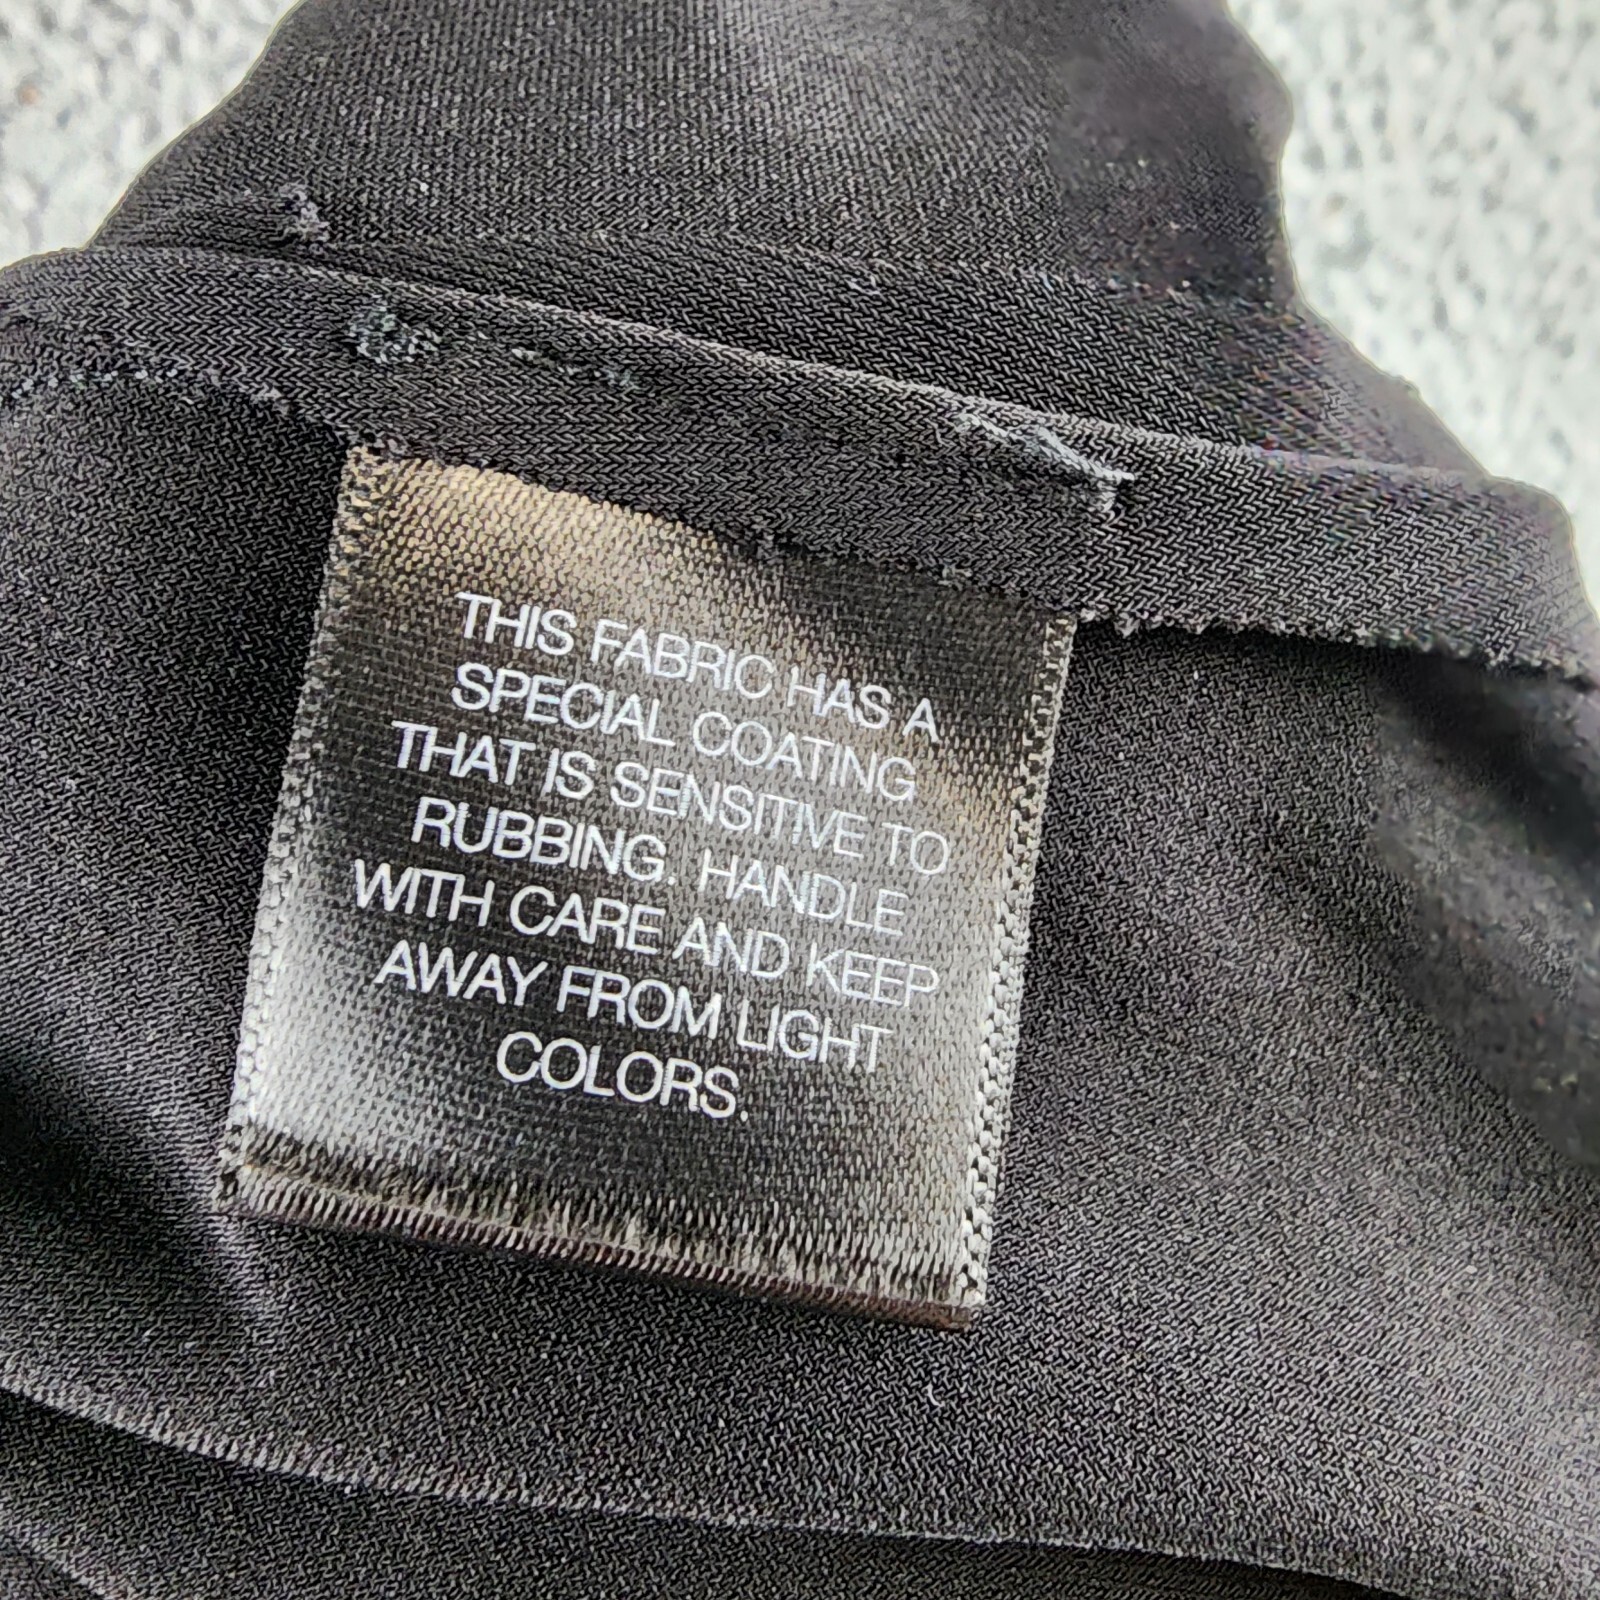 THIS FABRIC HAS A
SPECIAL COATING
THAT IS SENSITIVE TO
RUBBING. HANDLE
WITH CARE AND KEEP
AWAY FROM LIGHT
COLORS.